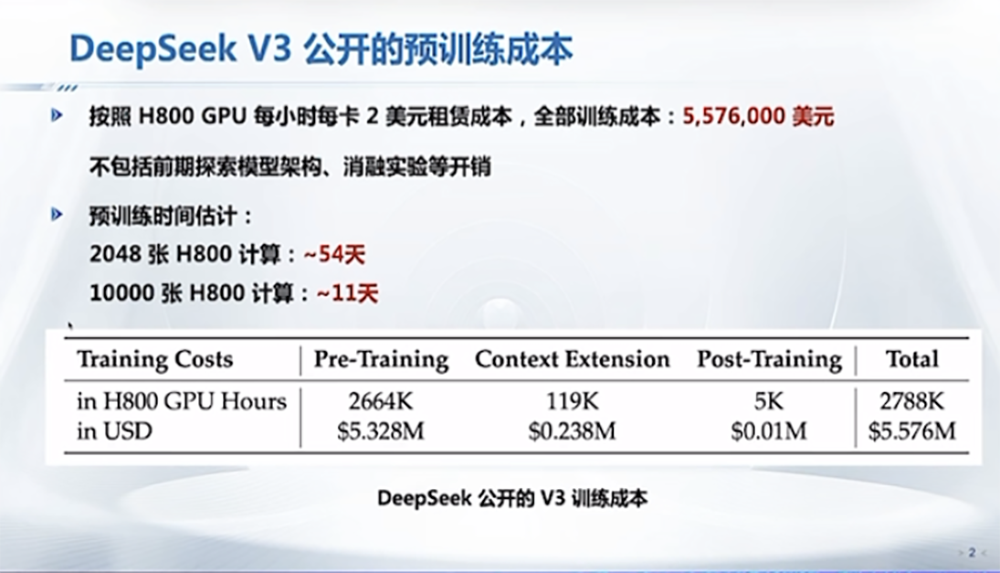 DeepSeek V3 公开的预训练成本
按照 H800 GPU 每小时每卡 2 美元租赁成本，全部训练成本：5,576,000 美元
不包括前期探索模型架构、消融实验等开销
预训练时间估计：
2048 张 H800 计算：~54天
10000 张 H800 计算：~11天
Training Costs Pre-Training Context Extension Post-Training Total
in H800 GPU Hours 2664K 119K 5K 2788K
in USD $5.328M $0.238M $0.01M $5.576M
DeepSeek 公开的 V3 训练成本
2